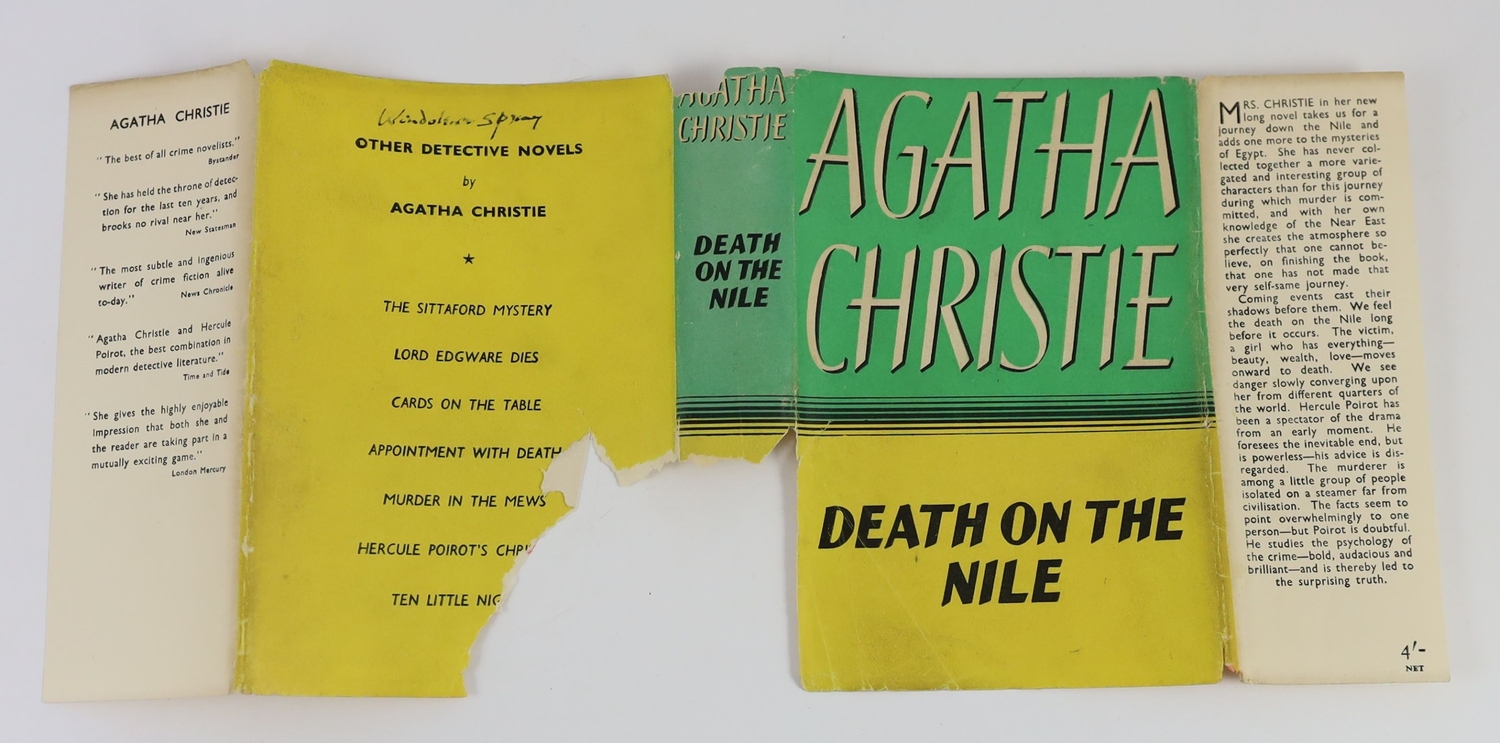 AGATHA CHRISTIE
"The best of all crime novelists."
Bystander
"She has held the throne of detec-
tion for the last ten years, and
brooks no rival near her."
New Statesman
"The most subtle and ingenious
writer of crime fiction alive
to-day."
News Chronicle
"Agatha Christie and Hercule
Poirot, the best combination in
modern detective literature."
Time and Tide
"She gives the highly enjoyable
impression that both she and
the reader are taking part in a
mutually exciting game."
London Mercury
Spray
OTHER DETECTIVE NOVELS
by
AGATHA CHRISTIE
★
THE SITTAFORD MYSTERY
LORD EDGWARE DIES
CARDS ON THE TABLE
APPOINTMENT WITH DEATH
MURDER IN THE MEWS
HERCULE POIROT'S CHR
TEN LITTLE NIG
AGATHA
CHRISTIE
DEATH
ON THE
NILE
AGATHA
CHRISTIE
DEATH ON THE
NILE
MRS. CHRISTIE in her new
long novel takes us for a
journey down the Nile and
adds one more to the mysteries
of Egypt. She has never col-
lected together a more varie-
gated and interesting group of
characters than for this journey
during which murder is com-
mitted, and with her own
knowledge of the Near East
she creates the atmosphere so
perfectly that one cannot be-
lieve, on finishing the book,
that one has not made that
very self-same journey.
Coming events cast their
shadows before them. We feel
the death on the Nile long
before it occurs. The victim,
a girl who has everything—
beauty, wealth, love—moves
onward to death. We see
danger slowly converging upon
her from different quarters of
the world. Hercule Poirot has
been a spectator of the drama
from an early moment. He
foresees the inevitable end, but
is powerless—his advice is dis-
regarded. The murderer is
among a little group of people
isolated on a steamer far from
civilisation. The facts seem to
point overwhelmingly to one
person—but Poirot is doubtful.
He studies the psychology of
the crime—bold, audacious and
brilliant—and is thereby led to
the surprising truth.
4/-
NET